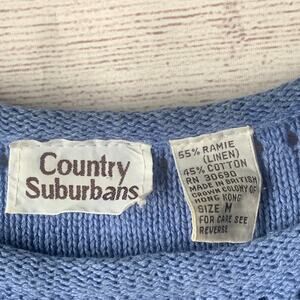 Country
Suburbans
55% RAMIE
(LINEN)
45% COTTON
RN 30690
MADE IN BRITISH
CROWN COLONY OF
HONG KONG
SIZE M
FOR CARE SEE
REVERSE